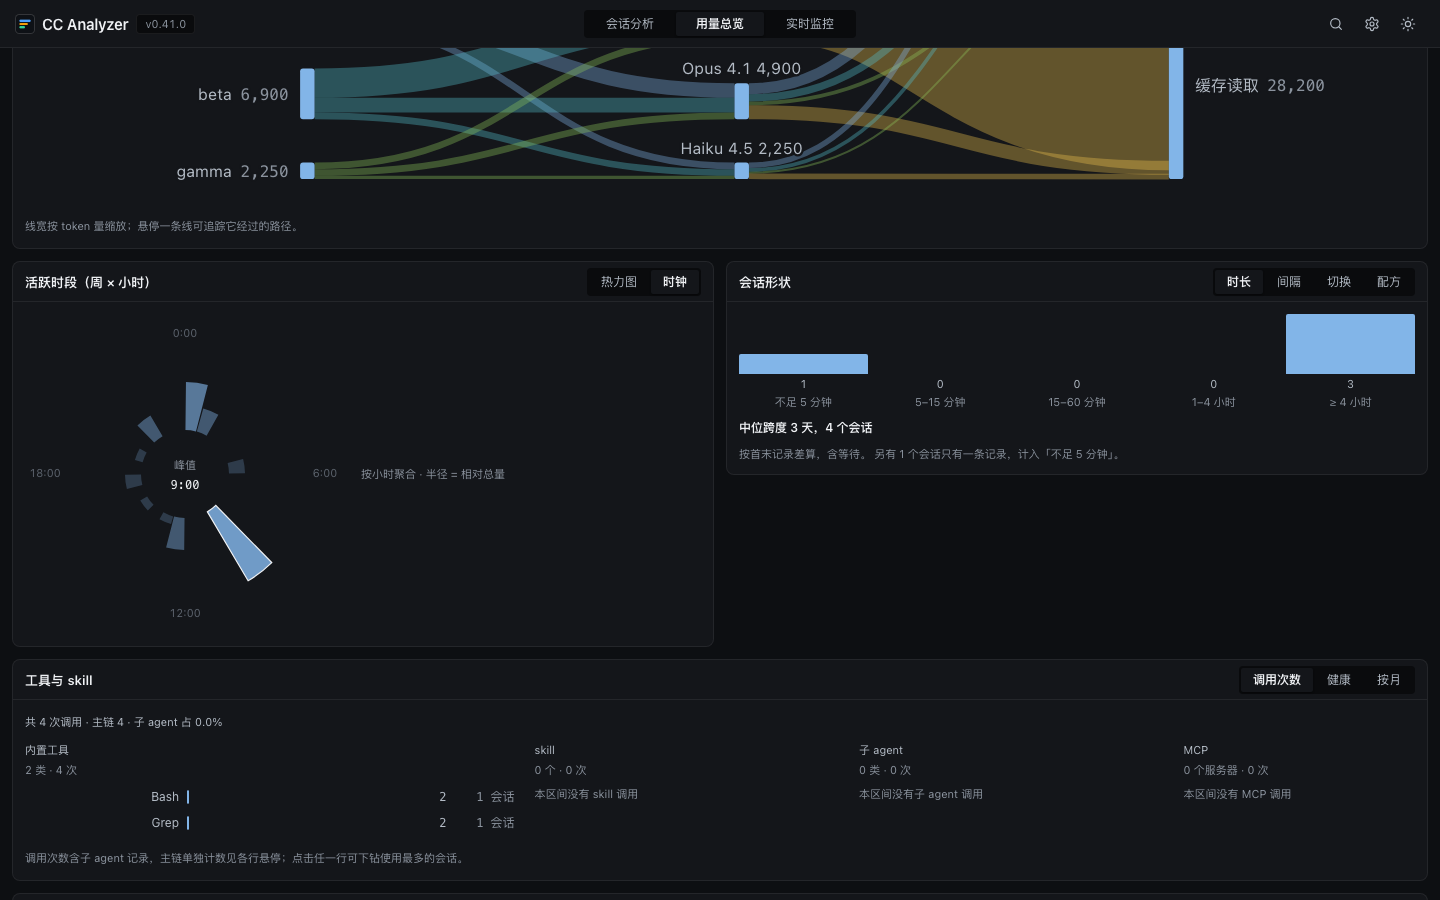 CC Analyzer v0.41.0 会话分析 用量总览 实时监控
Opus 4.1 4,900
beta 6,900
缓存读取 28,200
Haiku 4.5 2,250
gamma 2,250
线宽按 token 量缩放；悬停一条线可追踪它经过的路径。
活跃时段（周 × 小时） 热力图 时钟
0:00
18:00
峰值
9:00
6:00
12:00
按小时聚合 · 半径 = 相对总量
会话形状 时长 间隔 切换 配方
1 0 0 0 3
不足 5 分钟 5–15 分钟 15–60 分钟 1–4 小时 ≥ 4 小时
中位跨度 3 天，4 个会话
按首末记录差算，含等待。 另有 1 个会话只有一条记录，计入「不足 5 分钟」。
工具与 skill 调用次数 健康 按月
共 4 次调用 · 主链 4 · 子 agent 占 0.0%
内置工具
2 类 · 4 次
Bash 2 1 会话
Grep 2 1 会话
skill
0 个 · 0 次
本区间没有 skill 调用
子 agent
0 类 · 0 次
本区间没有子 agent 调用
MCP
0 个服务器 · 0 次
本区间没有 MCP 调用
调用次数含子 agent 记录，主链单独计数见各行悬停；点击任一行可下钻使用最多的会话。